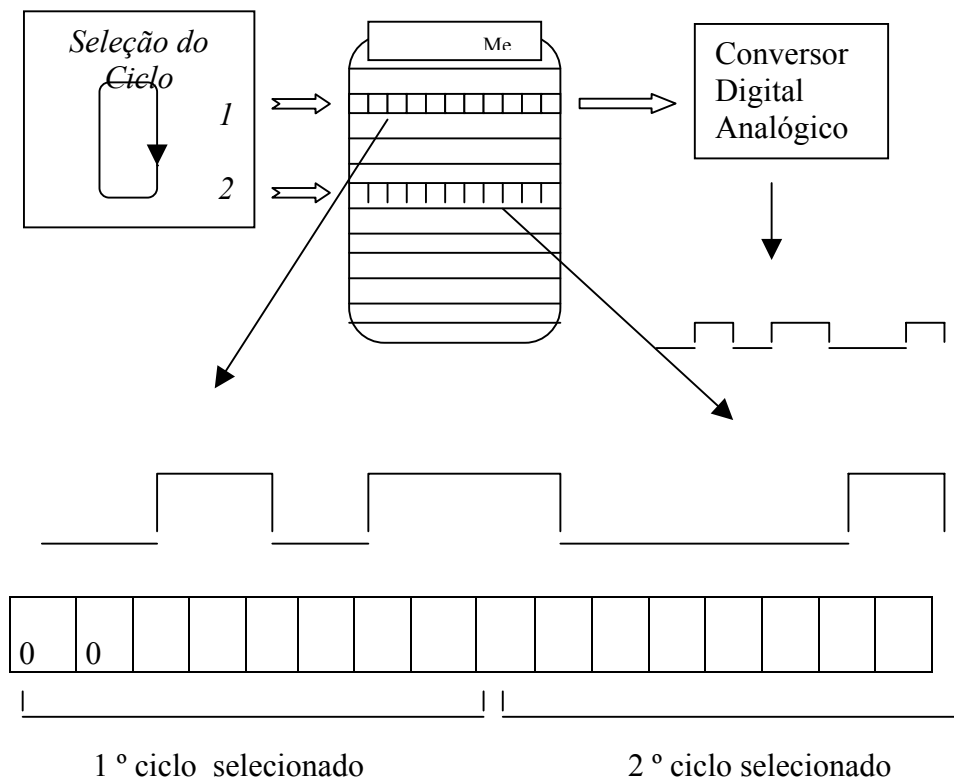 Seleção do
Ciclo
1
2
Me
Conversor
Digital
Analógico
0 0
1 º ciclo selecionado
2 º ciclo selecionado